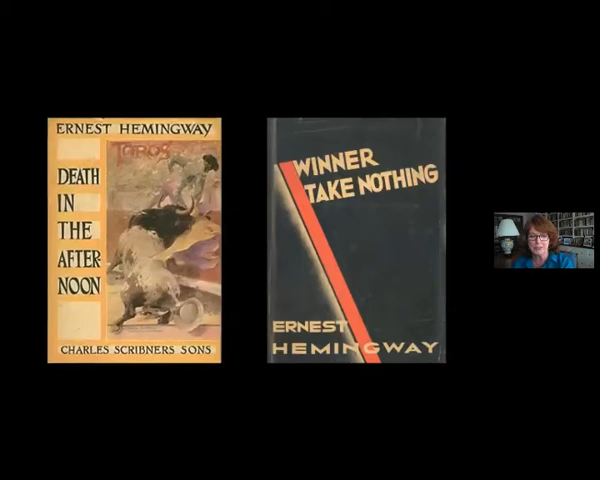 ERNEST HEMINGWAY
TOROS
DEATH
IN
THE
AFTER
NOON
CHARLES SCRIBNERS SONS
WINNER
TAKE NOTHING
ERNEST
HEMINGWAY